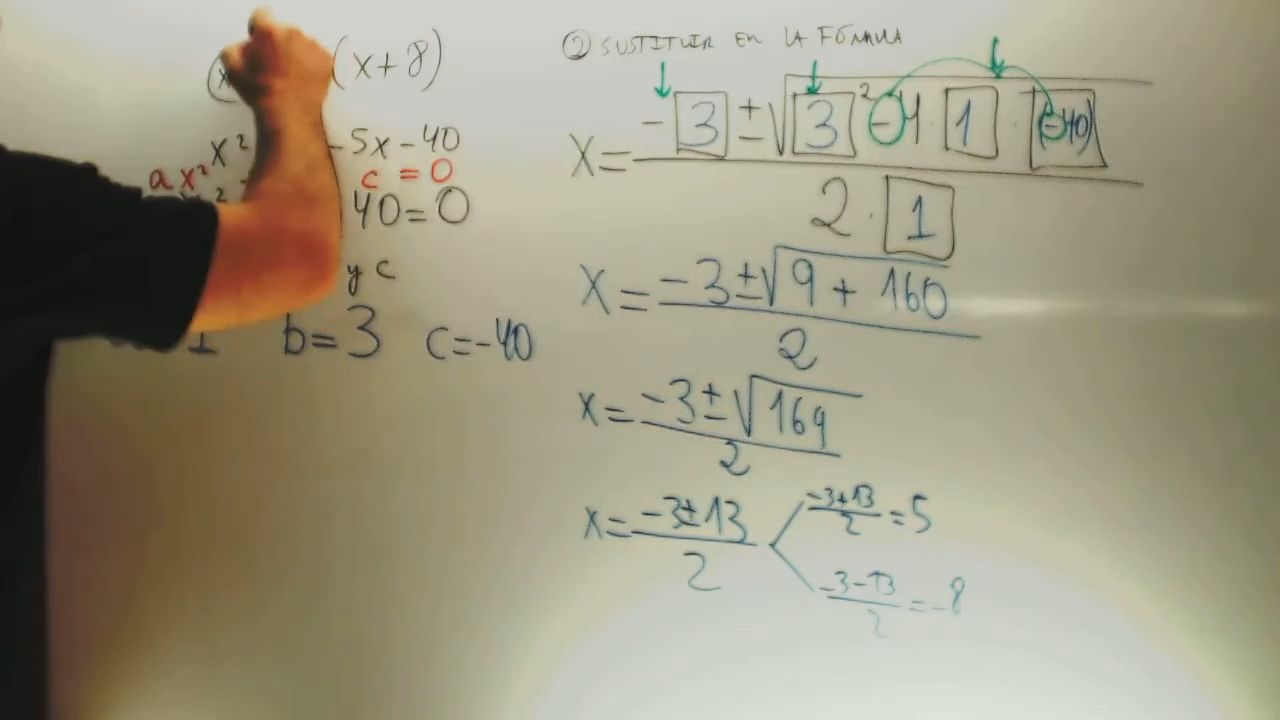 (x (x+8)
x² -5x-40
ax² c =0
² 40=0
y c
1 b=3 c=-40
② SUSTITUIR EN LA FÓRMULA
X= -3±√3²-4·1·(-40) / 2·1
X= -3±√9+160 / 2
X= -3±√169 / 2
X= -3±13 / 2
-3+13 / 2 =5
-3-13 / 2 =-8